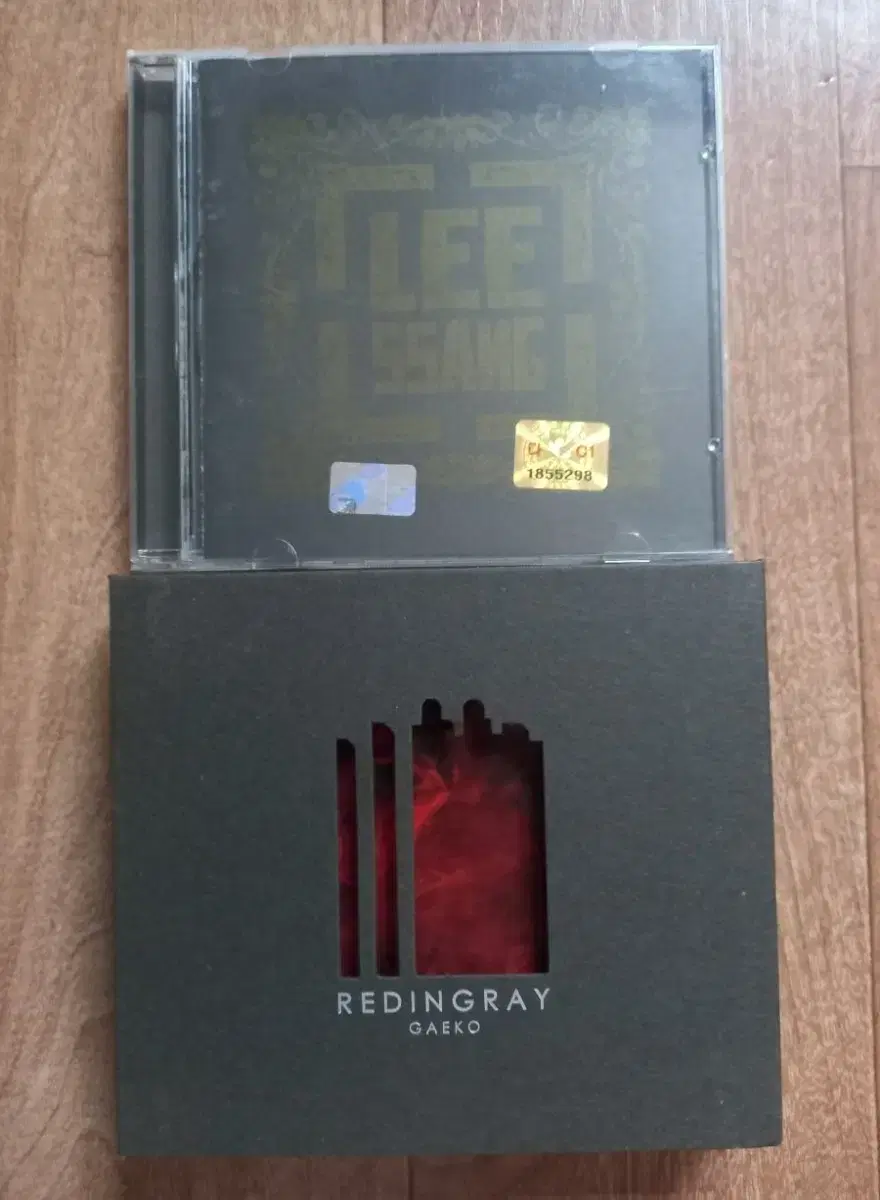 LEE
SSANG
1855298
REDINGRAY
GAEKO